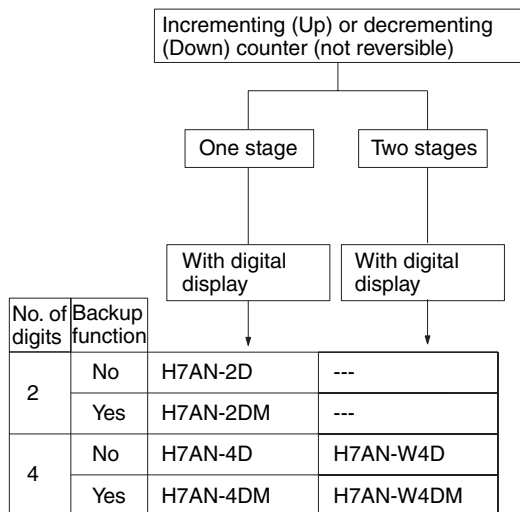 Incrementing (Up) or decrementing
(Down) counter (not reversible)
One stage
Two stages
With digital
display
With digital
display
No. of
digits
Backup
function
2
No
H7AN-2D
---
Yes
H7AN-2DM
---
4
No
H7AN-4D
H7AN-W4D
Yes
H7AN-4DM
H7AN-W4DM